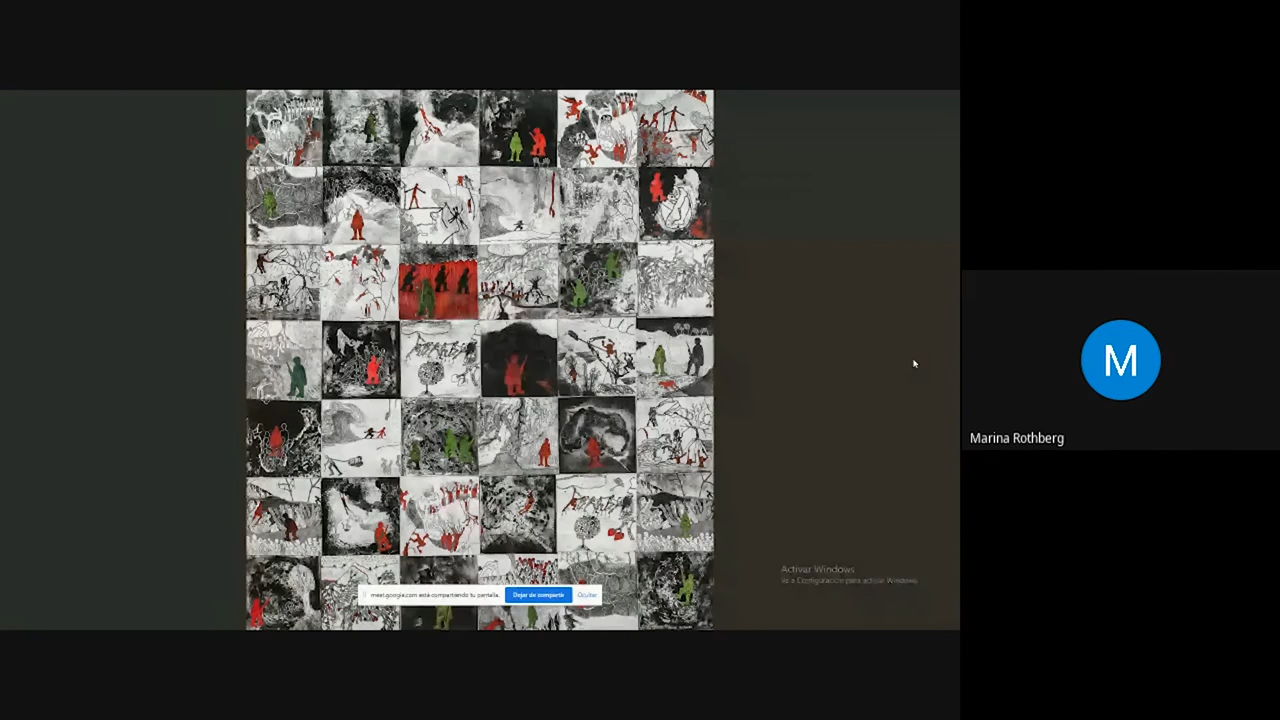 Activar Windows
Ve a Configuración para activar Windows.
meet.google.com está compartiendo tu pantalla.
Dejar de compartir
Ocultar
M
Marina Rothberg